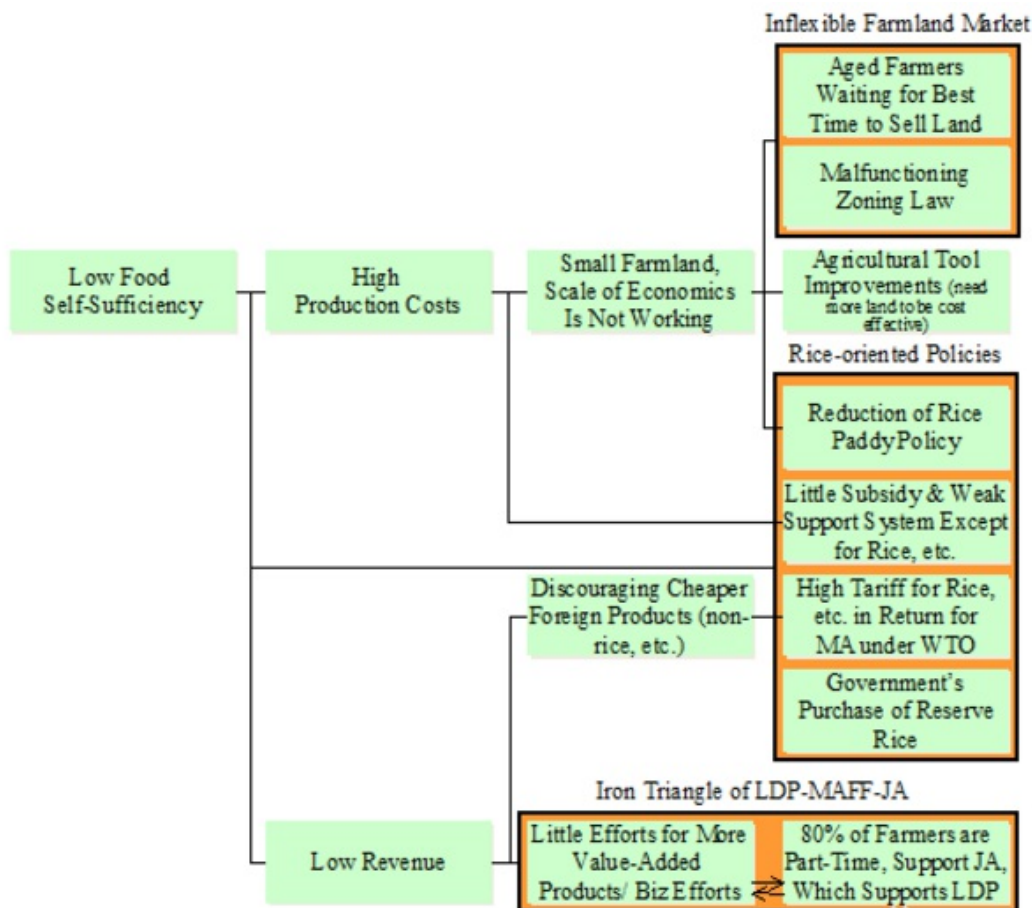 Inflexible Farmland Market
Aged Farmers
Waiting for Best
Time to Sell Land
Malfunctioning
Zoning Law
Low Food
Self-Sufficiency
High
Production Costs
Small Farmland,
Scale of Economics
Is Not Working
Agricultural Tool
Improvements (need
more land to be cost
effective)
Rice-oriented Policies
Reduction of Rice
Paddy Policy
Little Subsidy & Weak
Support System Except
for Rice, etc.
Discouraging Cheaper
Foreign Products (non-
rice, etc.)
High Tariff for Rice,
etc. in Return for
MA under WTO
Government's
Purchase of Reserve
Rice
Iron Triangle of LDP-MAFF-JA
Low Revenue
Little Efforts for More
Value-Added
Products/ Biz Efforts
80% of Farmers are
Part-Time, Support JA,
Which Supports LDP